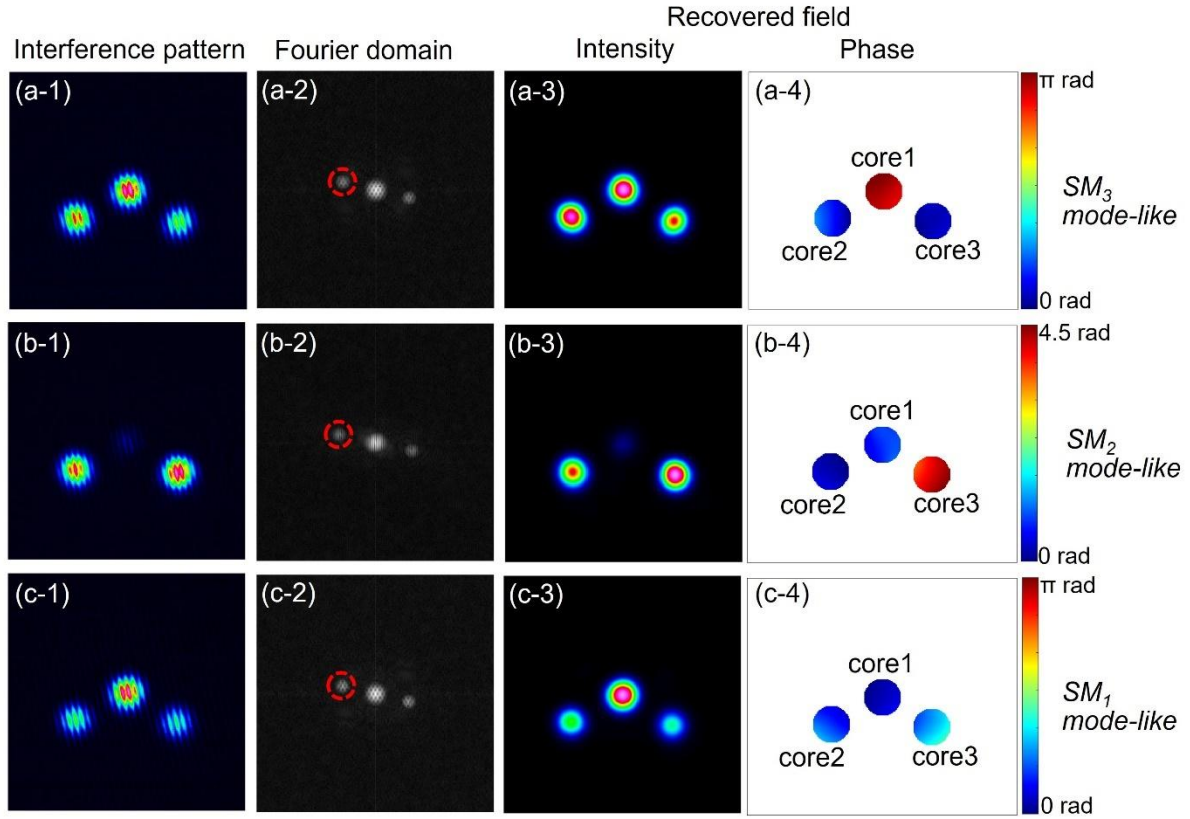 Recovered field
Interference pattern Fourier domain Intensity Phase
(a-1) (a-2) (a-3) (a-4) π rad
core1
SM3
mode-like
core2 core3
0 rad
(b-1) (b-2) (b-3) (b-4) 4.5 rad
core1
SM2
mode-like
core2 core3
0 rad
(c-1) (c-2) (c-3) (c-4) π rad
core1
SM1
mode-like
core2 core3
0 rad